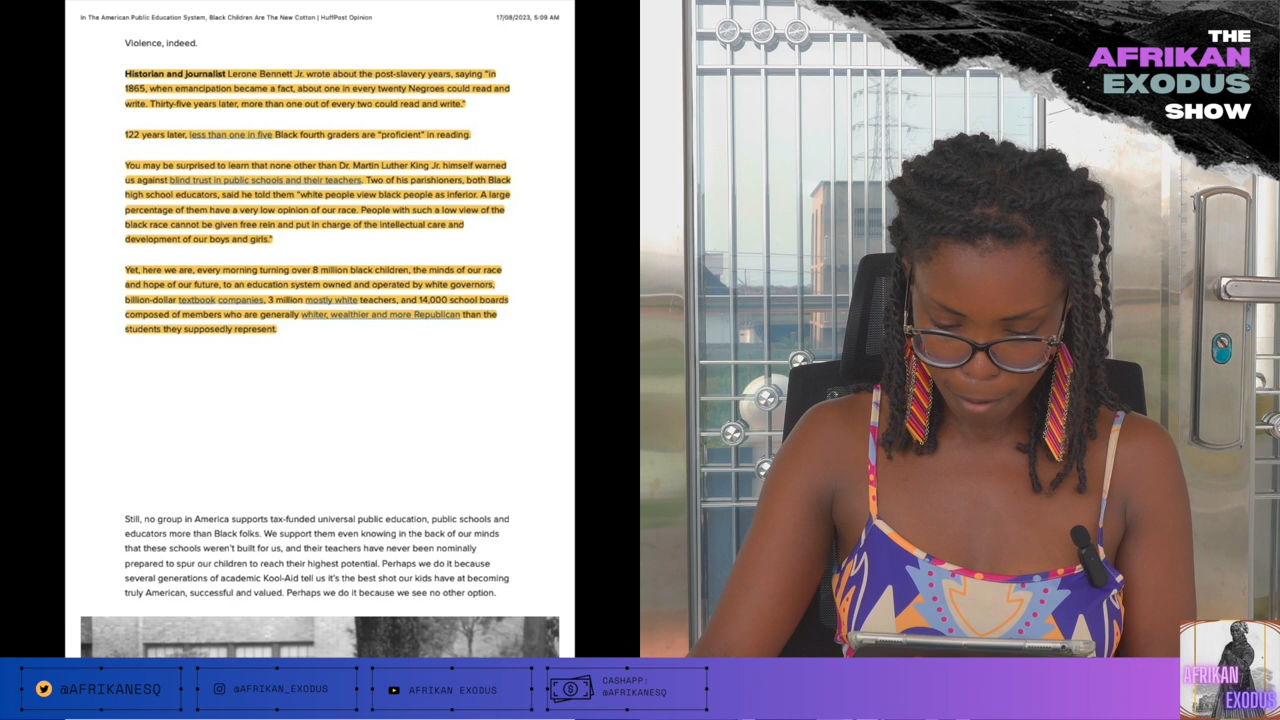 In The American Public Education System, Black Children Are The New Cotton | HuffPost Opinion
17/08/2023, 5:09 AM
Violence, indeed.
Historian and journalist Lerone Bennett Jr. wrote about the post-slavery years, saying "in
1865, when emancipation became a fact, about one in every twenty Negroes could read and
write. Thirty-five years later, more than one out of every two could read and write."
122 years later, less than one in five Black fourth graders are "proficient" in reading.
You may be surprised to learn that none other than Dr. Martin Luther King Jr. himself warned
us against blind trust in public schools and their teachers. Two of his parishioners, both Black
high school educators, said he told them "white people view black people as inferior. A large
percentage of them have a very low opinion of our race. People with such a low view of the
black race cannot be given free rein and put in charge of the intellectual care and
development of our boys and girls."
Yet, here we are, every morning turning over 8 million black children, the minds of our race
and hope of our future, to an education system owned and operated by white governors,
billion-dollar textbook companies, 3 million mostly white teachers, and 14,000 school boards
composed of members who are generally whiter, wealthier and more Republican than the
students they supposedly represent.
Still, no group in America supports tax-funded universal public education, public schools and
educators more than Black folks. We support them even knowing in the back of our minds
that these schools weren't built for us, and their teachers have never been nominally
prepared to spur our children to reach their highest potential. Perhaps we do it because
several generations of academic Kool-Aid tell us it's the best shot our kids have at becoming
truly American, successful and valued. Perhaps we do it because we see no other option.
THE
AFRIKAN
EXODUS
SHOW
@AFRIKANESQ
@AFRIKAN_EXODUS
AFRIKAN EXODUS
CASHAPP:
@AFRIKANESQ
AFRIKAN
EXODUS